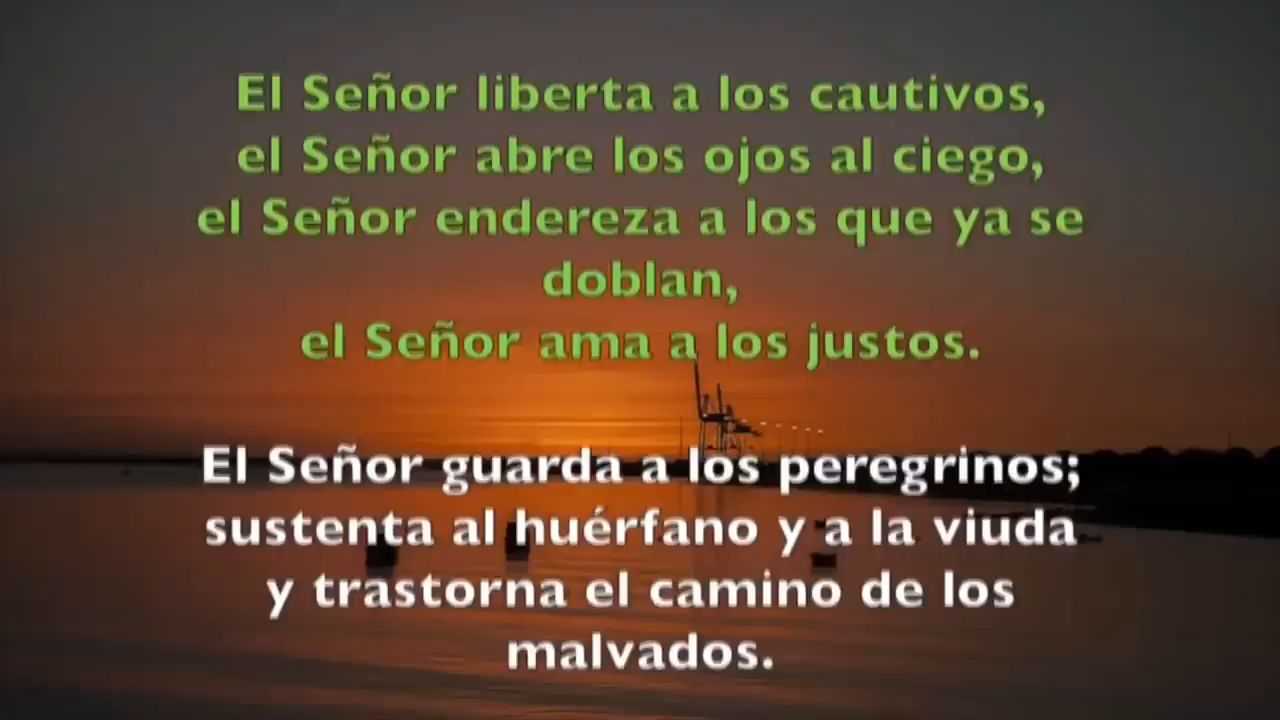 El Señor liberta a los cautivos,
el Señor abre los ojos al ciego,
el Señor endereza a los que ya se
doblan,
el Señor ama a los justos.
El Señor guarda a los peregrinos;
sustenta al huérfano y a la viuda
y trastorna el camino de los
malvados.